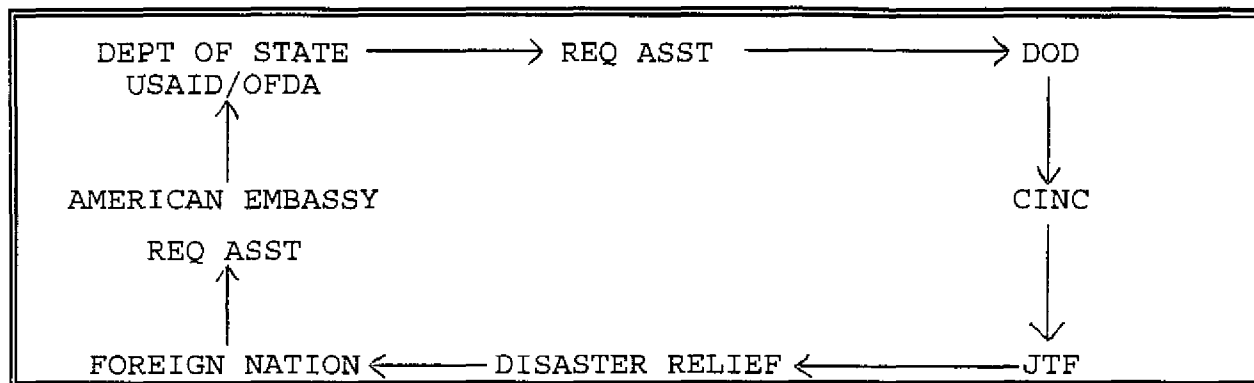 DEPT OF STATE REQ ASST DOD
USAID/OFDA
AMERICAN EMBASSY CINC
REQ ASST
FOREIGN NATION DISASTER RELIEF JTF